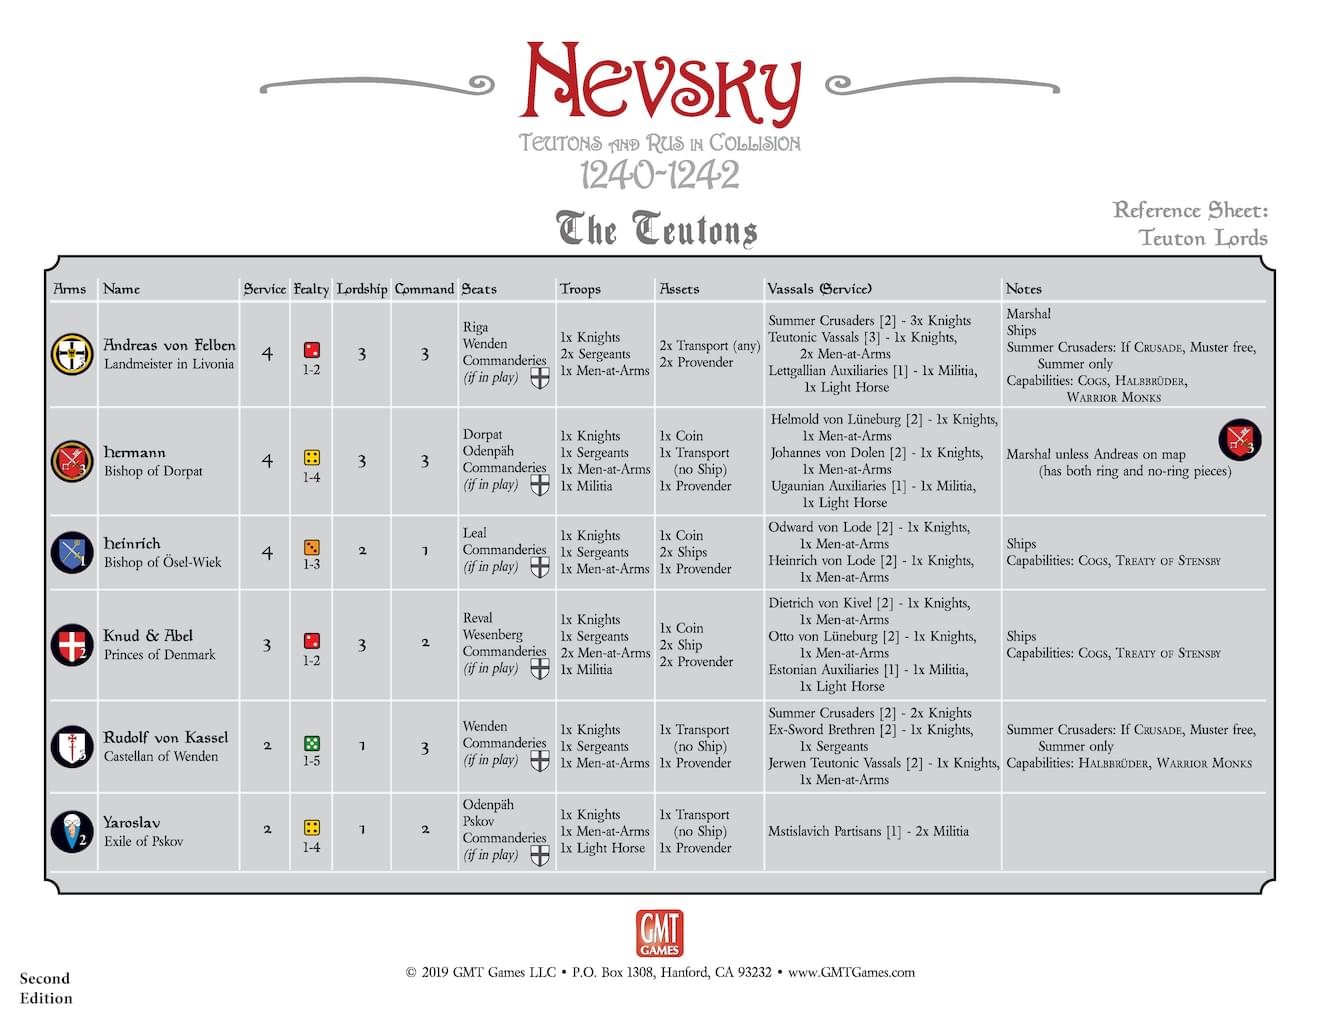 Nevsky
Teutons and Rus in Collision
1240-1242
The Teutons
Reference Sheet:
Teuton Lords
Arms Name Service Fealty Lordship Command Seats Troops Assets Vassals (Service) Notes
3
Andreas von Felben
Landmeister in Livonia
4
1-2
3
3
Riga
Wenden
Commanderies
(if in play)
1x Knights
2x Sergeants
1x Men-at-Arms
2x Transport (any)
2x Provender
Summer Crusaders [2] - 3x Knights
Teutonic Vassals [3] - 1x Knights,
2x Men-at-Arms
Lettgallian Auxiliaries [1] - 1x Militia,
1x Light Horse
Marshal
Ships
Summer Crusaders: If Crusade, Muster free,
Summer only
Capabilities: Cogs, Halbbrüder,
Warrior Monks
3
Hermann
Bishop of Dorpat
4
1-4
3
3
Dorpat
Odenpäh
Commanderies
(if in play)
1x Knights
1x Sergeants
1x Men-at-Arms
1x Militia
1x Coin
1x Transport
(no Ship)
1x Provender
Helmold von Lüneburg [2] - 1x Knights,
1x Men-at-Arms
Johannes von Dolen [2] - 1x Knights,
1x Men-at-Arms
Ugaunian Auxiliaries [1] - 1x Militia,
1x Light Horse
Marshal unless Andreas on map
(has both ring and no-ring pieces)
3
1
Heinrich
Bishop of Ösel-Wiek
4
1-3
2
1
Leal
Commanderies
(if in play)
1x Knights
1x Sergeants
1x Men-at-Arms
1x Coin
2x Ships
1x Provender
Odward von Lode [2] - 1x Knights,
1x Men-at-Arms
Heinrich von Lode [2] - 1x Knights,
1x Men-at-Arms
Ships
Capabilities: Cogs, Treaty of Stensby
2
Knud & Abel
Princes of Denmark
3
1-2
3
2
Reval
Wesenberg
Commanderies
(if in play)
1x Knights
1x Sergeants
2x Men-at-Arms
1x Militia
1x Coin
2x Ship
2x Provender
Dietrich von Kivel [2] - 1x Knights,
1x Men-at-Arms
Otto von Lüneburg [2] - 1x Knights,
1x Men-at-Arms
Estonian Auxiliaries [1] - 1x Militia,
1x Light Horse
Ships
Capabilities: Cogs, Treaty of Stensby
3
Rudolf von Kassel
Castellan of Wenden
2
1-5
1
3
Wenden
Commanderies
(if in play)
1x Knights
1x Sergeants
1x Men-at-Arms
1x Transport
(no Ship)
1x Provender
Summer Crusaders [2] - 2x Knights
Ex-Sword Brethren [2] - 1x Knights,
1x Sergeants
Jerwen Teutonic Vassals [2] - 1x Knights,
1x Men-at-Arms
Summer Crusaders: If Crusade, Muster free,
Summer only
Capabilities: Halbbrüder, Warrior Monks
2
Yaroslav
Exile of Pskov
2
1-4
1
2
Odenpäh
Pskov
Commanderies
(if in play)
1x Knights
1x Men-at-Arms
1x Light Horse
1x Transport
(no Ship)
1x Provender
Mstislavich Partisans [1] - 2x Militia
GMT
GAMES
© 2019 GMT Games LLC • P.O. Box 1308, Hanford, CA 93232 • www.GMTGames.com
Second
Edition